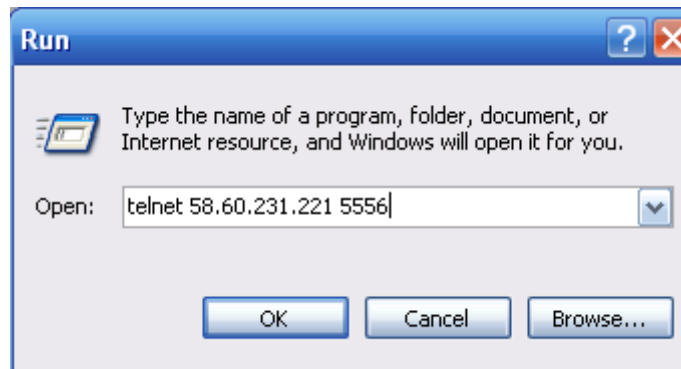 Run
Type the name of a program, folder, document, or
Internet resource, and Windows will open it for you.
Open: telnet 58.60.231.221 5556
OK Cancel Browse...